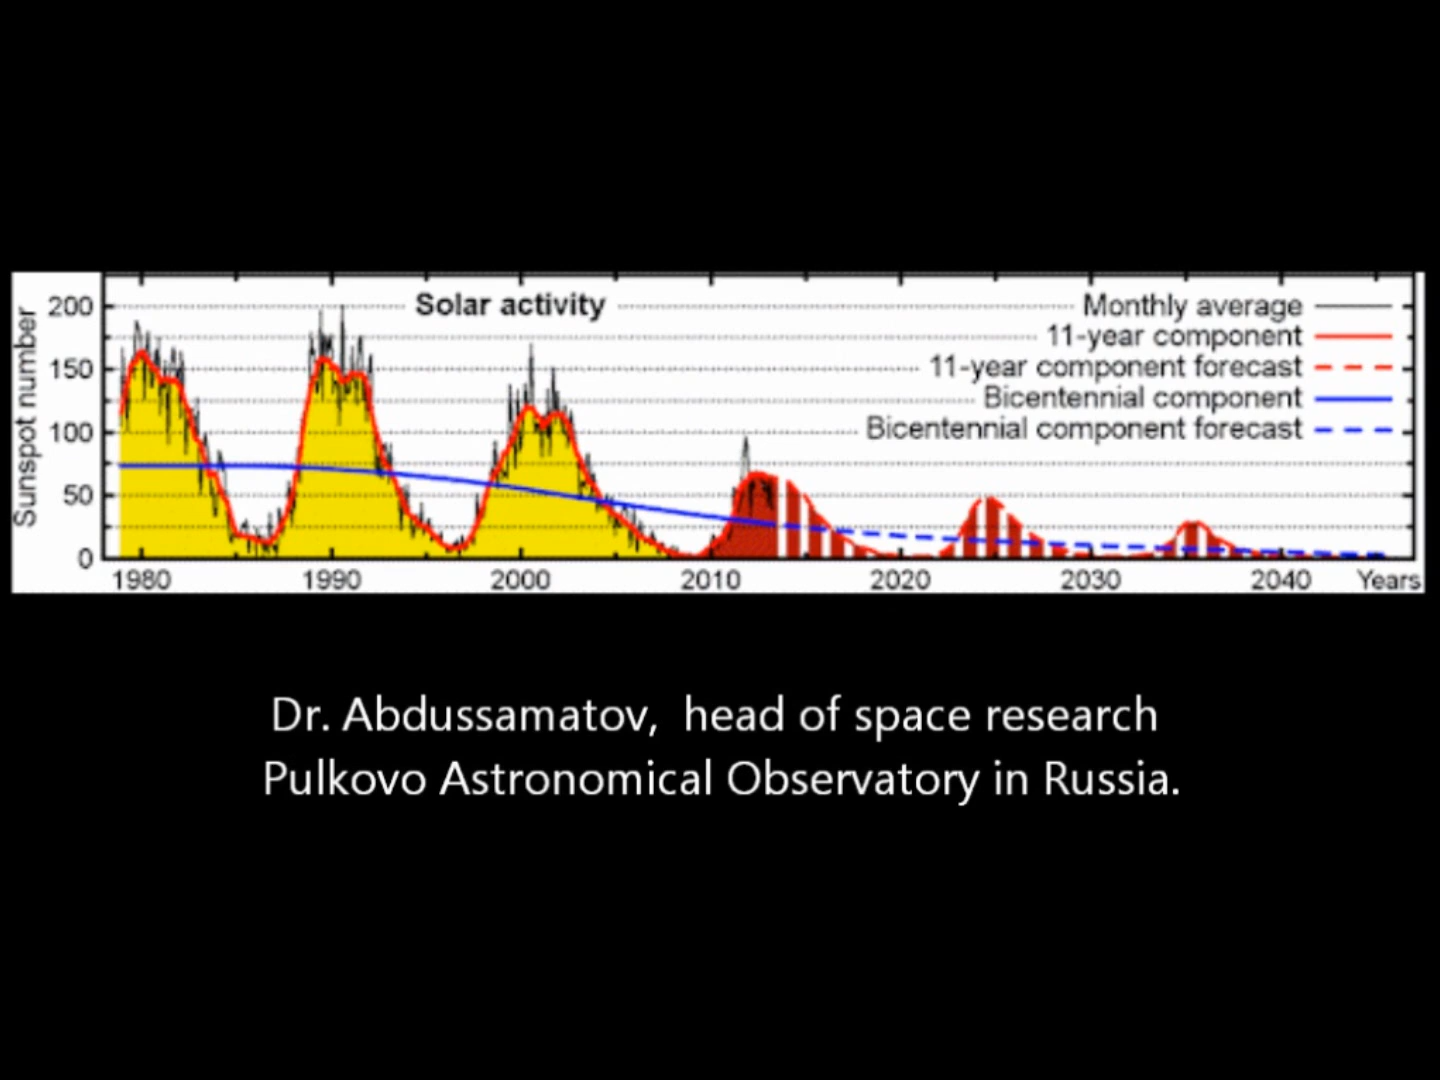 Solar activity
Sunspot number
200
150
100
50
0
Monthly average
11-year component
11-year component forecast
Bicentennial component
Bicentennial component forecast
1980 1990 2000 2010 2020 2030 2040 Years
Dr. Abdussamatov, head of space research
Pulkovo Astronomical Observatory in Russia.